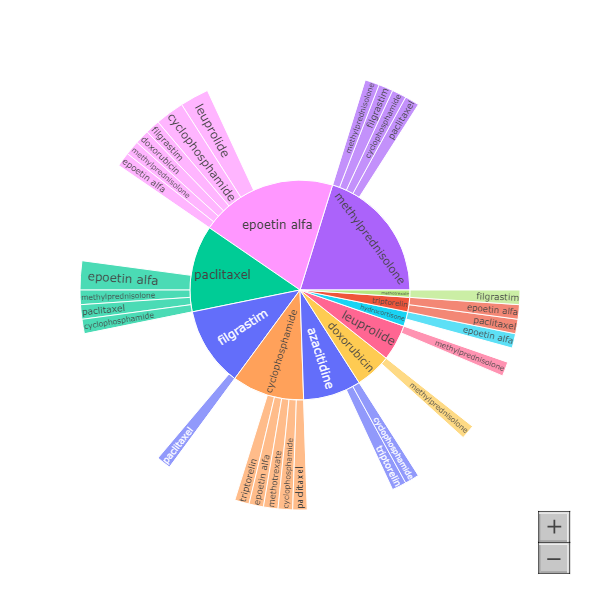 methylprednisolone
filgrastim
cyclophosphamide
paclitaxel
leuprolide
cyclophosphamide
filgrastim
doxorubicin
methylprednisolone
epoetin alfa
epoetin alfa
methylprednisolone
paclitaxel
epoetin alfa
methylprednisolone
paclitaxel
cyclophosphamide
filgrastim
cyclophosphamide
azacitidine
doxorubicin
leuprolide
hydrocortisone
triptorelin
methotrexate
filgrastim
epoetin alfa
paclitaxel
epoetin alfa
methylprednisolone
methylprednisolone
cyclophosphamide
triptorelin
paclitaxel
triptorelin
epoetin alfa
methotrexate
cyclophosphamide
paclitaxel
+
−